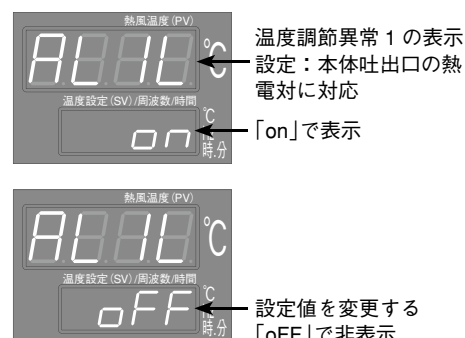 熱風温度(PV)
AL1L ℃
温度設定(SV)/周波数/時間
on
℃
時.分
温度調節異常1の表示
設定：本体吐出口の熱
電対に対応
｢on｣で表示
熱風温度(PV)
AL1L ℃
温度設定(SV)/周波数/時間
oFF
℃
時.分
設定値を変更する
｢oFF｣で非表示